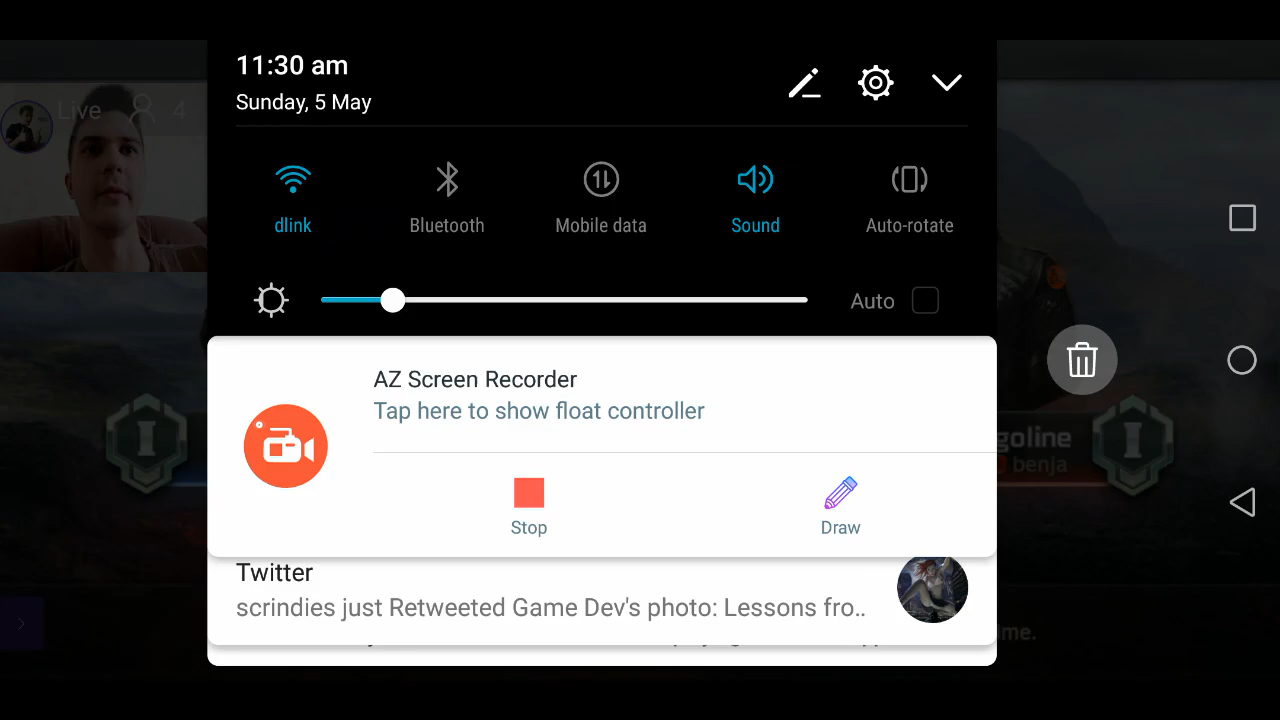 11:30 am
Sunday, 5 May
Live 4
dlink
Bluetooth
Mobile data
Sound
Auto-rotate
Auto
AZ Screen Recorder
Tap here to show float controller
Stop
Draw
goline
benja
Twitter
scrindies just Retweeted Game Dev's photo: Lessons fro..
ime.